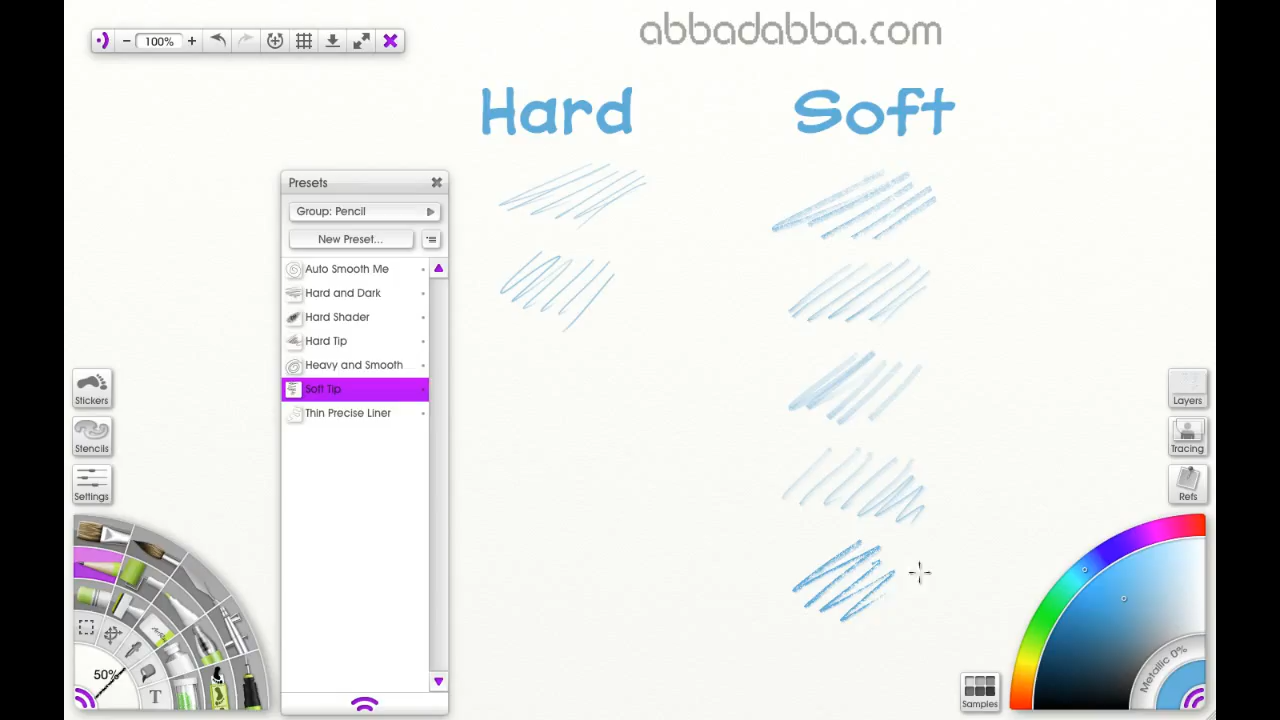 abbadabba.com
100%
Hard Soft
Presets
Group: Pencil
New Preset...
Auto Smooth Me
Hard and Dark
Hard Shader
Hard Tip
Heavy and Smooth
Soft Tip
Thin Precise Liner
Stickers
Stencils
Settings
50%
T
Layers
Tracing
Refs
Metallic 0%
Samples